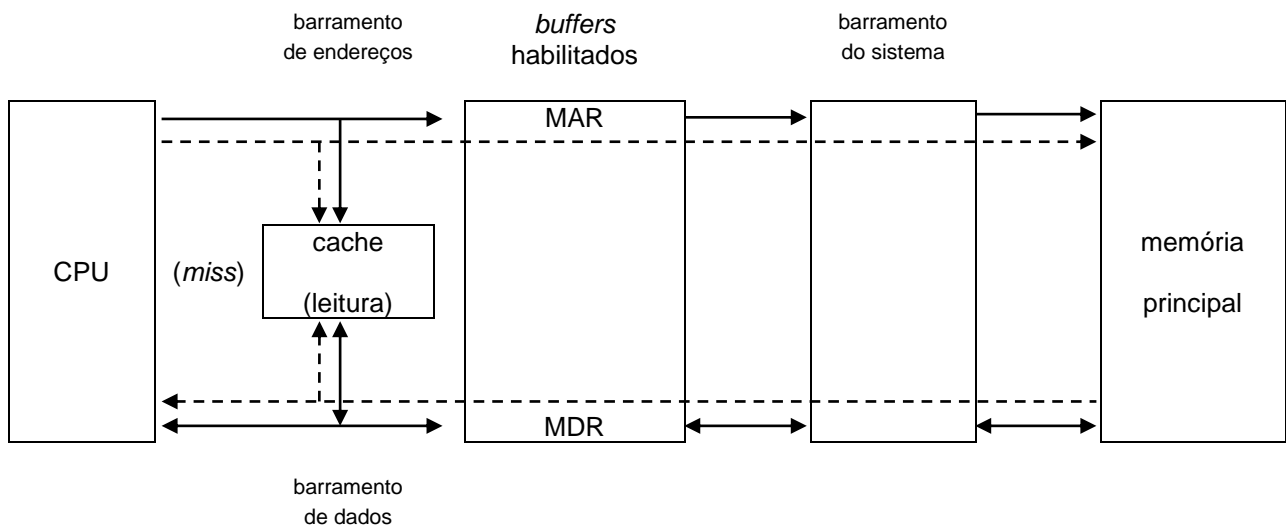 barramento
de endereços
buffers
habilitados
barramento
do sistema
MAR
cache
(leitura)
CPU
(miss)
memória
principal
MDR
barramento
de dados